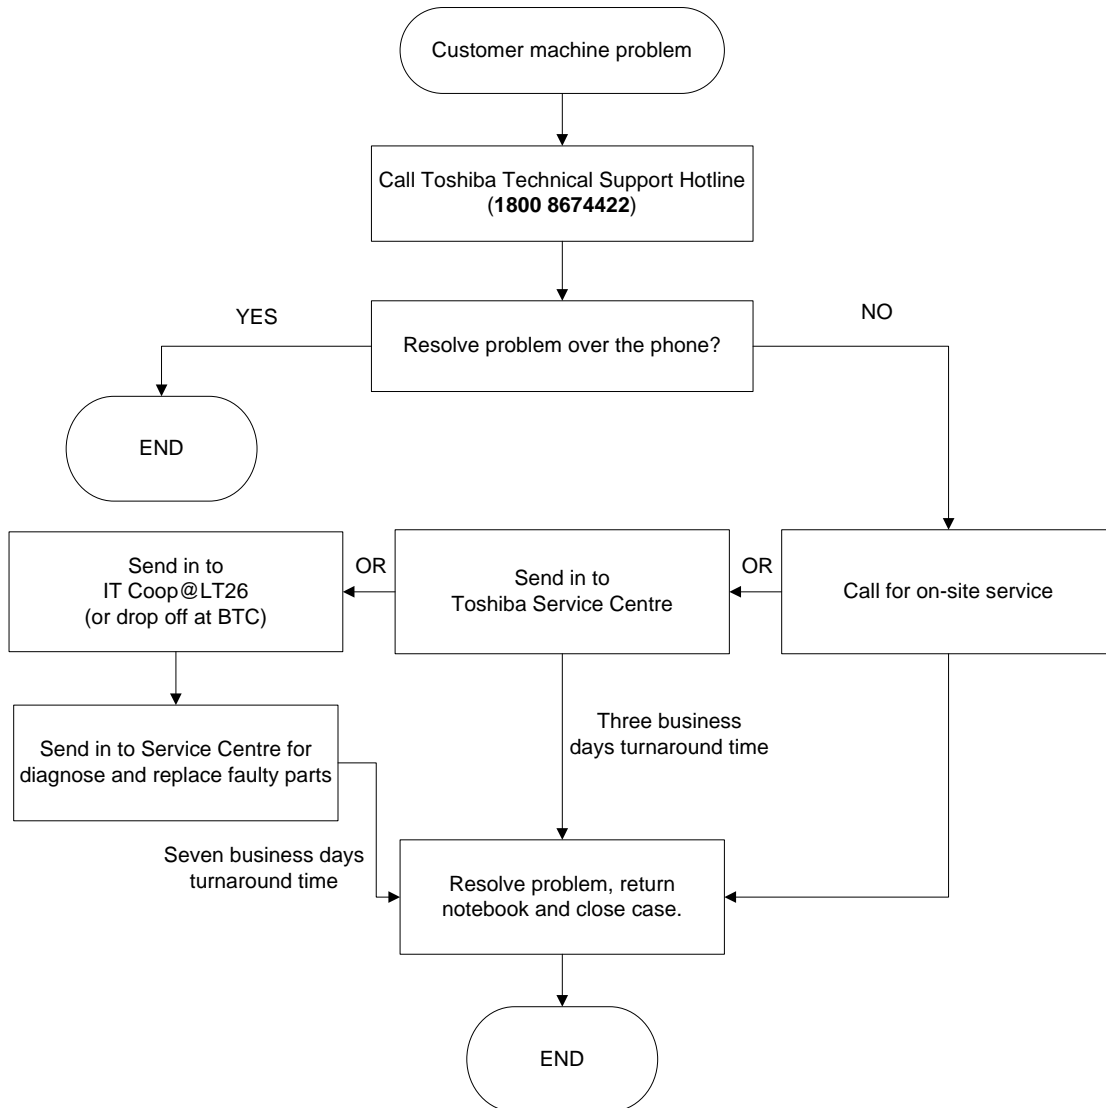 Customer machine problem
Call Toshiba Technical Support Hotline
(1800 8674422)
YES
NO
Resolve problem over the phone?
END
Send in to
IT Coop@LT26
(or drop off at BTC)
OR
Send in to
Toshiba Service Centre
OR
Call for on-site service
Send in to Service Centre for
diagnose and replace faulty parts
Three business
days turnaround time
Seven business days
turnaround time
Resolve problem, return
notebook and close case.
END